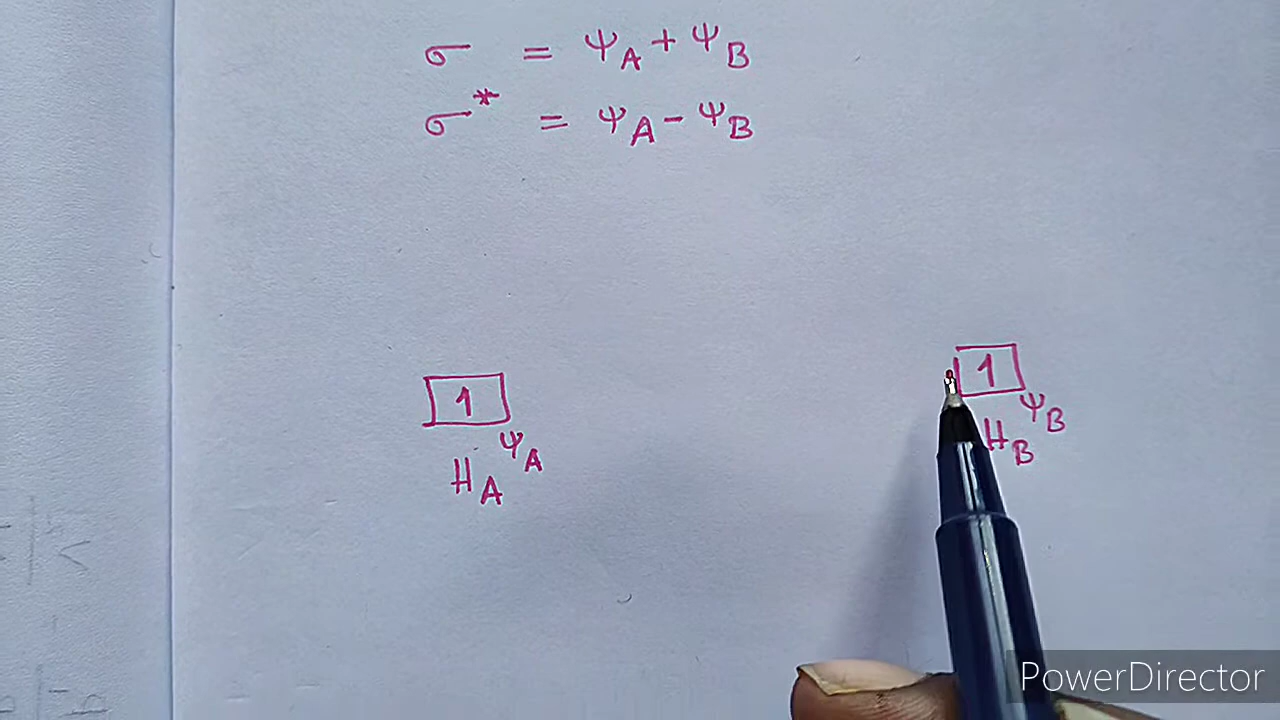 σ = ψA + ψB
σ* = ψA - ψB
1 1
ψA ψB
HA HB
PowerDirector